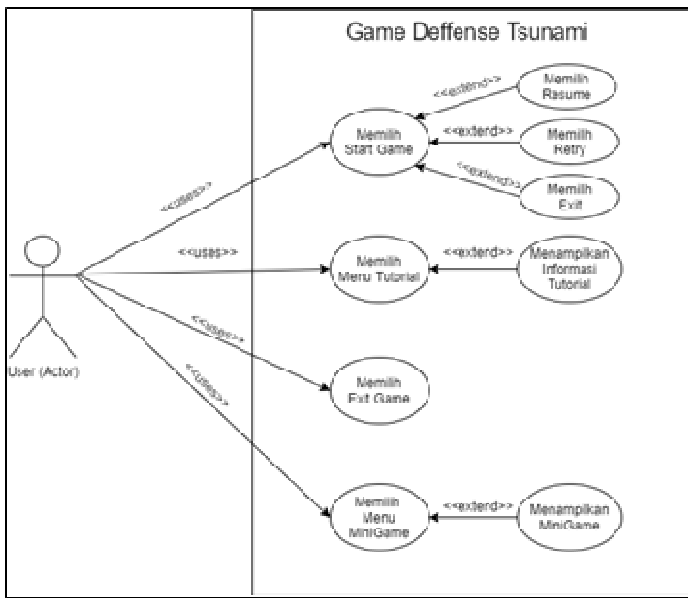 Game Deffense Tsunami
<<extend>>
Memilih
Resume
Memilih
Start Game
<<extend>>
Memilih
Retry
<<extend>>
Memilih
Exit
<<uses>>
<<uses>>
Memilih
Menu Tutorial
<<extend>>
Menampilkan
Informasi
Tutorial
User (Actor)
<<uses>>
Memilih
Exit Game
<<uses>>
Memilih
Menu
MiniGame
<<extend>>
Menampilkan
MiniGame